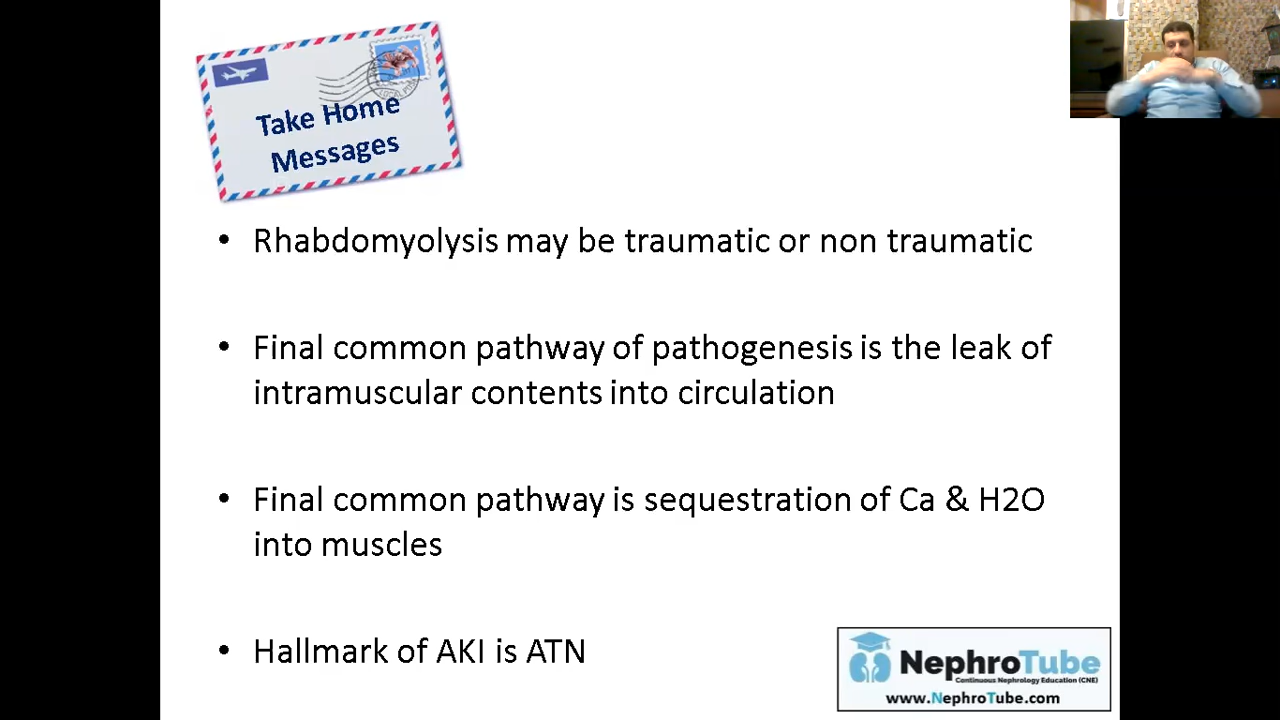 Take Home
Messages
• Rhabdomyolysis may be traumatic or non traumatic
• Final common pathway of pathogenesis is the leak of
intramuscular contents into circulation
• Final common pathway is sequestration of Ca & H2O
into muscles
• Hallmark of AKI is ATN
NephroTube
Continuous Nephrology Education (CNE)
www.NephroTube.com